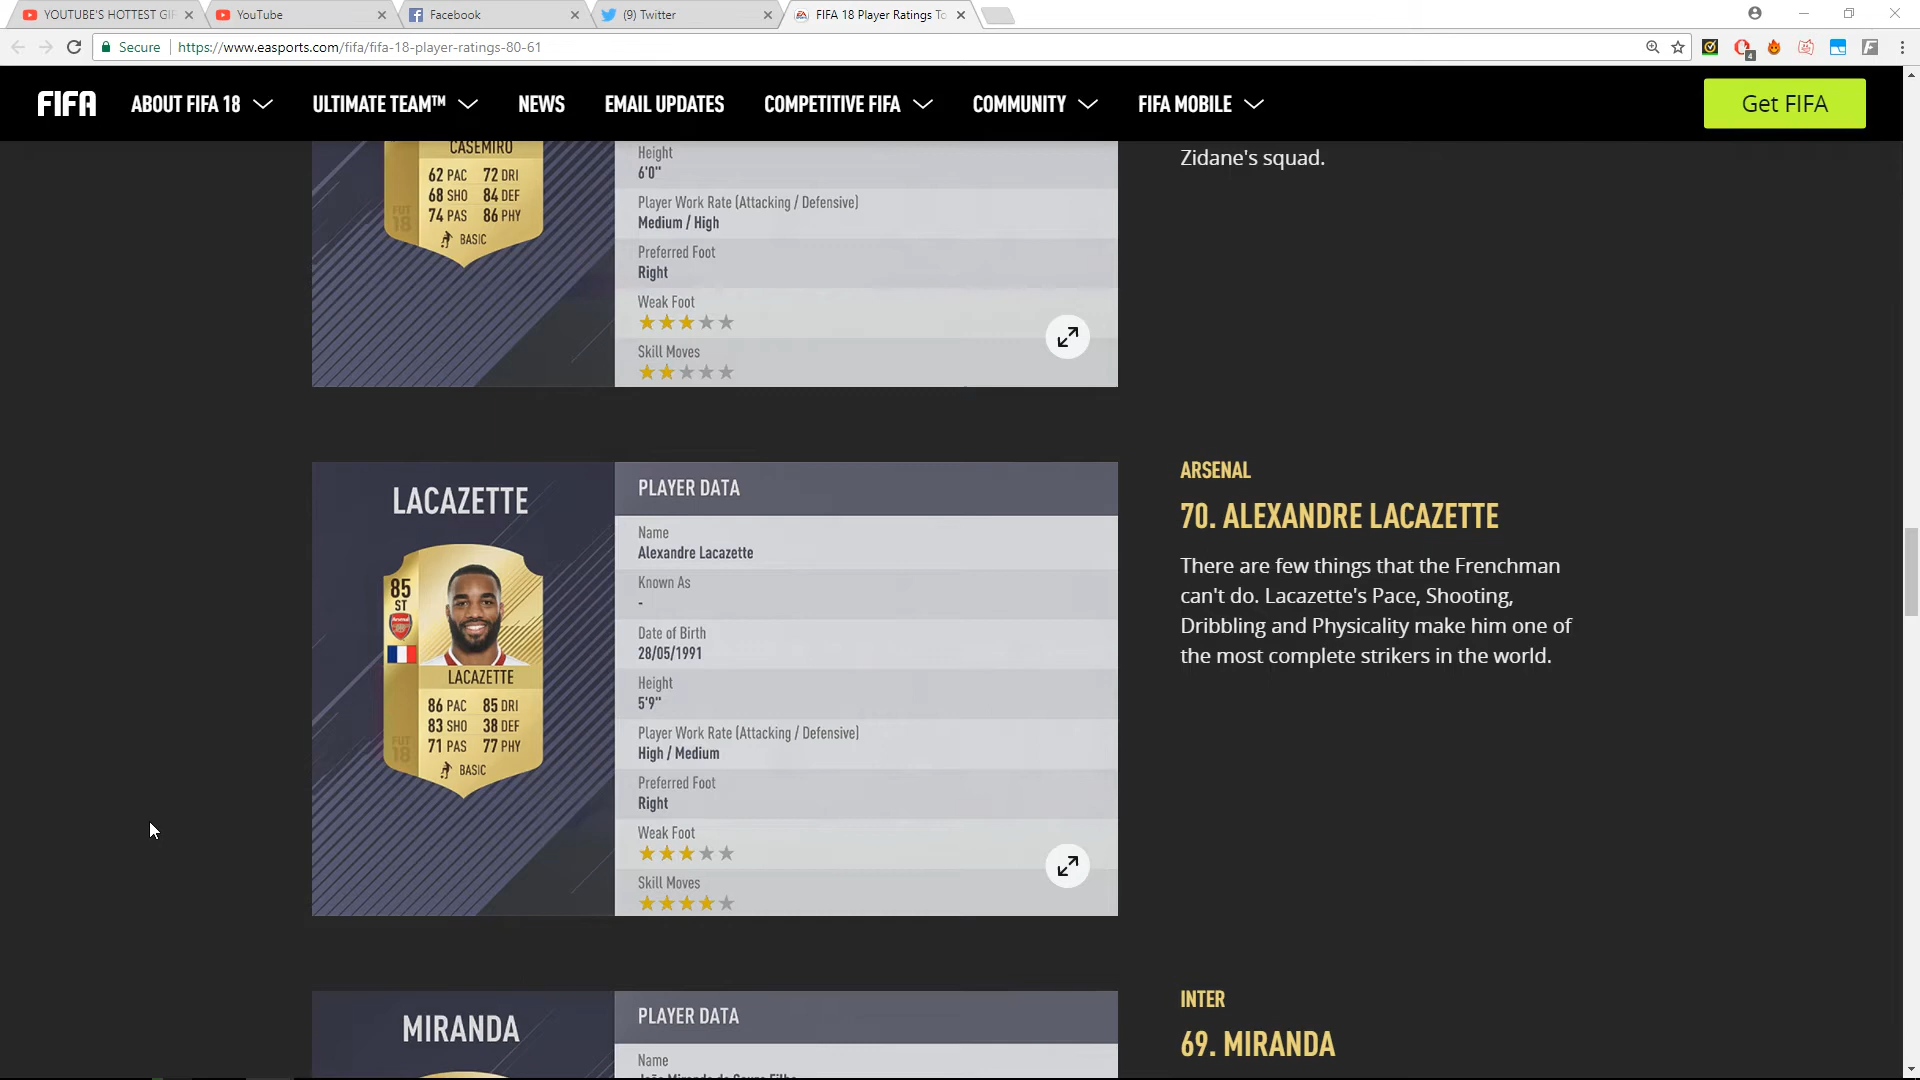 YOUTUBE'S HOTTEST GIF
YouTube
Facebook
(9) Twitter
FIFA 18 Player Ratings To
Secure
https://www.easports.com/fifa/fifa-18-player-ratings-80-61
4
FIFA
ABOUT FIFA 18
ULTIMATE TEAM™
NEWS
EMAIL UPDATES
COMPETITIVE FIFA
COMMUNITY
FIFA MOBILE
Get FIFA
CASEMIRO
62 PAC 72 DRI
68 SHO 84 DEF
74 PAS 86 PHY
FUT
18
BASIC
Height
6'0"
Player Work Rate (Attacking / Defensive)
Medium / High
Preferred Foot
Right
Weak Foot
Skill Moves
Zidane's squad.
LACAZETTE
85
ST
Arsenal
LACAZETTE
86 PAC 85 DRI
83 SHO 38 DEF
71 PAS 77 PHY
FUT
18
BASIC
PLAYER DATA
Name
Alexandre Lacazette
Known As
-
Date of Birth
28/05/1991
Height
5'9"
Player Work Rate (Attacking / Defensive)
High / Medium
Preferred Foot
Right
Weak Foot
Skill Moves
ARSENAL
70. ALEXANDRE LACAZETTE
There are few things that the Frenchman
can't do. Lacazette's Pace, Shooting,
Dribbling and Physicality make him one of
the most complete strikers in the world.
MIRANDA
PLAYER DATA
Name
INTER
69. MIRANDA